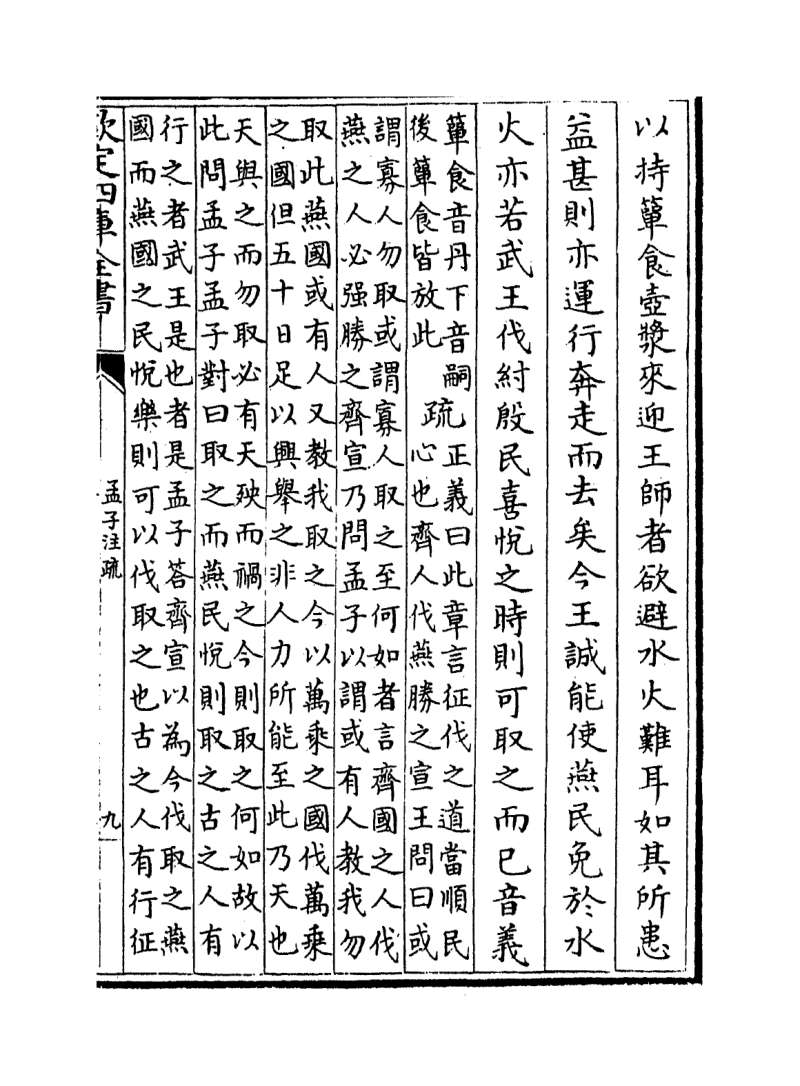 以持簞食壺漿來迎王師者欲避水火難耳如其所患
益甚則亦運行奔走而去矣今王誠能使燕民免於水
火亦若武王伐紂殷民喜悅之時則可取之而已音義
簞食音丹下音嗣
後簞食皆放此
疏正義曰此章言征伐之道當順民
心也齊人伐燕勝之宣王問曰或
謂寡人勿取或謂寡人取之至何如者言齊國之人伐
燕之人必强勝之齊宣乃問孟子以謂或有人教我勿
取此燕國或有人又教我取之今以萬乘之國伐萬乘
之國但五十日足以興舉之非人力所能至此乃天也
天與之而勿取必有天殃而禍之今則取之何如故以
此問孟子孟子對曰取之而燕民悅則取之古之人有
行之者武王是也者是孟子答齊宣以為今伐取之燕
國而燕國之民悅樂則可以伐取之也古之人有行征
欽定四庫全書
孟子注疏
九